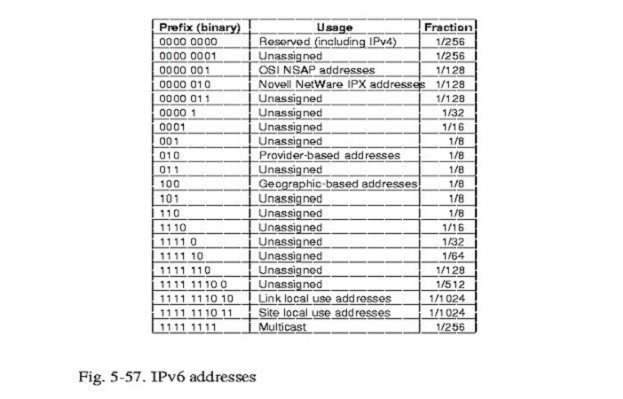 Prefix (binary) Usage Fraction
0000 0000 Reserved (including IPv4) 1/256
0000 0001 Unassigned 1/256
0000 001 OSI NSAP addresses 1/128
0000 010 Novell NetWare IPX addresses 1/128
0000 011 Unassigned 1/128
0000 1 Unassigned 1/32
0001 Unassigned 1/16
001 Unassigned 1/8
010 Provider-based addresses 1/8
011 Unassigned 1/8
100 Geographic-based addresses 1/8
101 Unassigned 1/8
110 Unassigned 1/8
1110 Unassigned 1/16
1111 0 Unassigned 1/32
1111 10 Unassigned 1/64
1111 110 Unassigned 1/128
1111 1110 0 Unassigned 1/512
1111 1110 10 Link local use addresses 1/1024
1111 1110 11 Site local use addresses 1/1024
1111 1111 Multicast 1/256
Fig. 5-57. IPv6 addresses